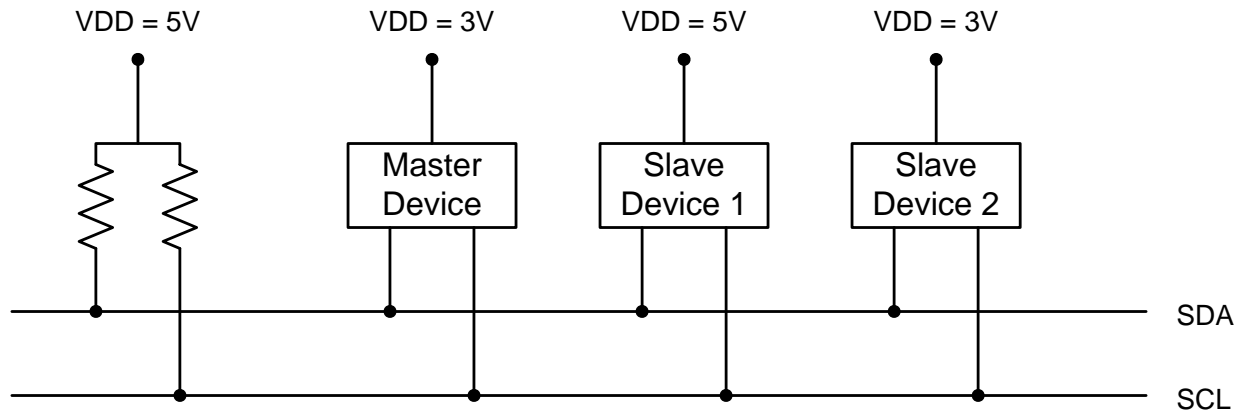 VDD = 5V
VDD = 3V
VDD = 5V
VDD = 3V
Master
Device
Slave
Device 1
Slave
Device 2
SDA
SCL